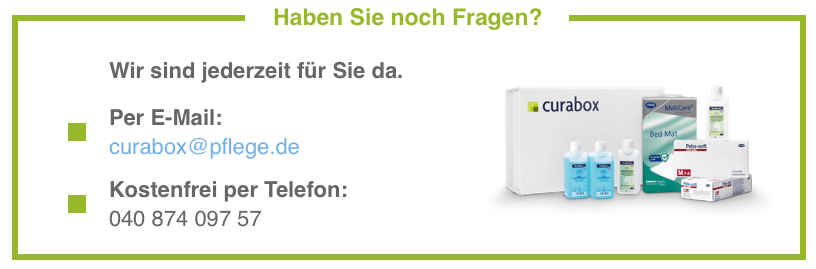 Haben Sie noch Fragen?
Wir sind jederzeit für Sie da.
Per E-Mail:
curabox@pflege.de
Kostenfrei per Telefon:
040 874 097 57
curabox
MoliCare
Bed Mat
Peha-soft
M